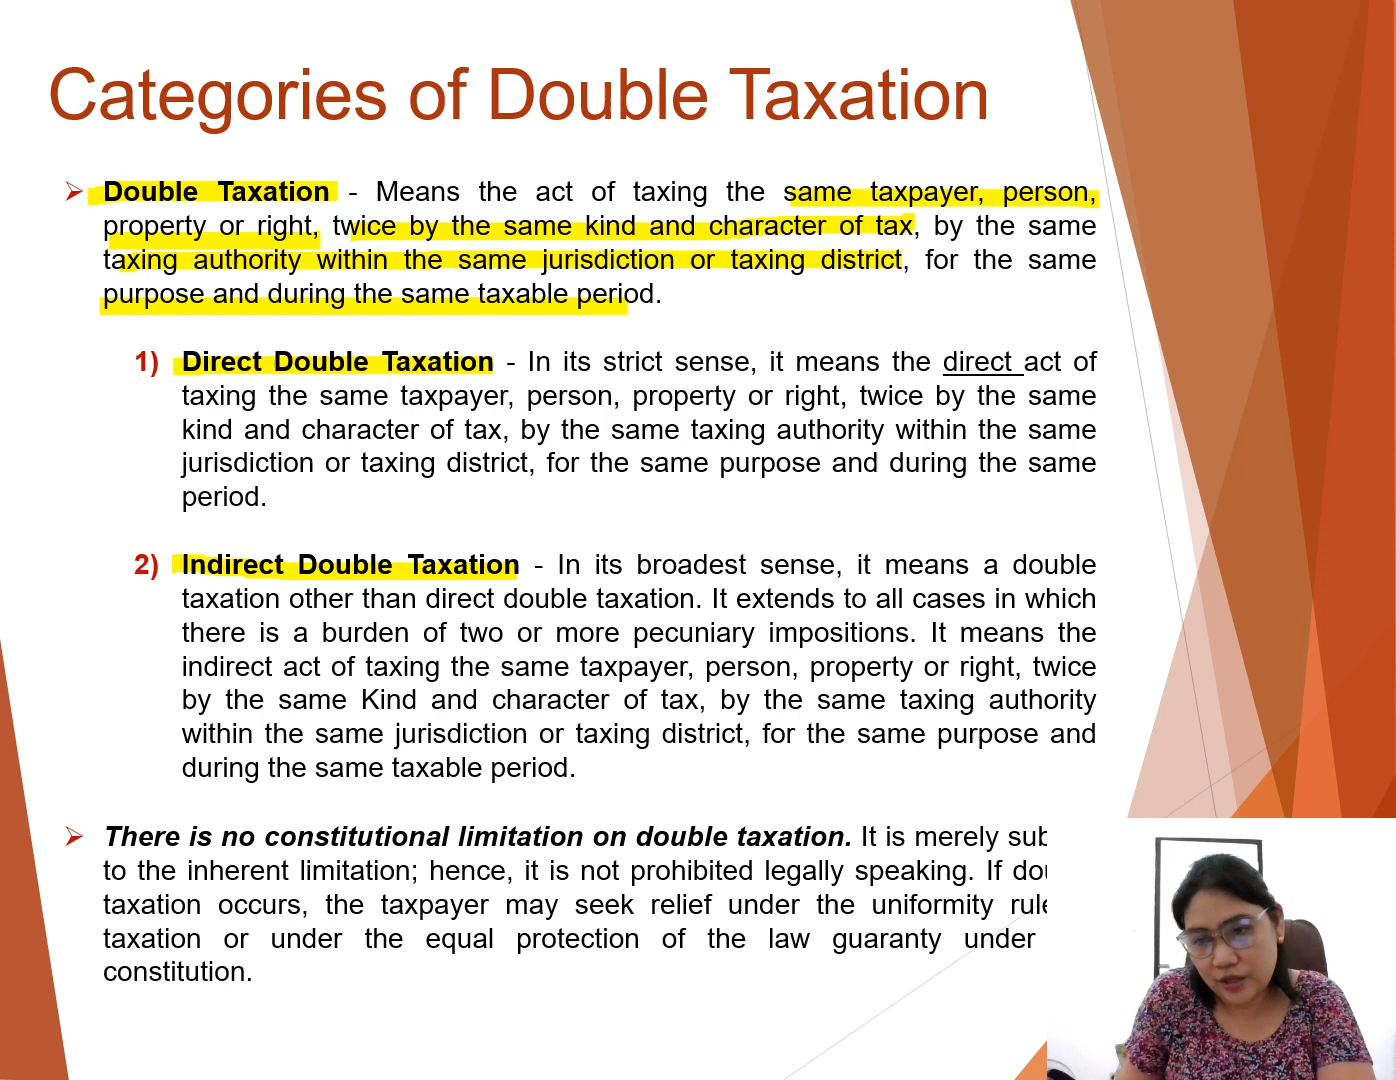 Categories of Double Taxation
Double Taxation - Means the act of taxing the same taxpayer, person,
property or right, twice by the same kind and character of tax, by the same
taxing authority within the same jurisdiction or taxing district, for the same
purpose and during the same taxable period.
1) Direct Double Taxation - In its strict sense, it means the direct act of
taxing the same taxpayer, person, property or right, twice by the same
kind and character of tax, by the same taxing authority within the same
jurisdiction or taxing district, for the same purpose and during the same
period.
2) Indirect Double Taxation - In its broadest sense, it means a double
taxation other than direct double taxation. It extends to all cases in which
there is a burden of two or more pecuniary impositions. It means the
indirect act of taxing the same taxpayer, person, property or right, twice
by the same Kind and character of tax, by the same taxing authority
within the same jurisdiction or taxing district, for the same purpose and
during the same taxable period.
There is no constitutional limitation on double taxation. It is merely
to the inherent limitation; hence, it is not prohibited legally speaking. If
taxation occurs, the taxpayer may seek relief under the uniformity
taxation or under the equal protection of the law guaranty under
constitution.